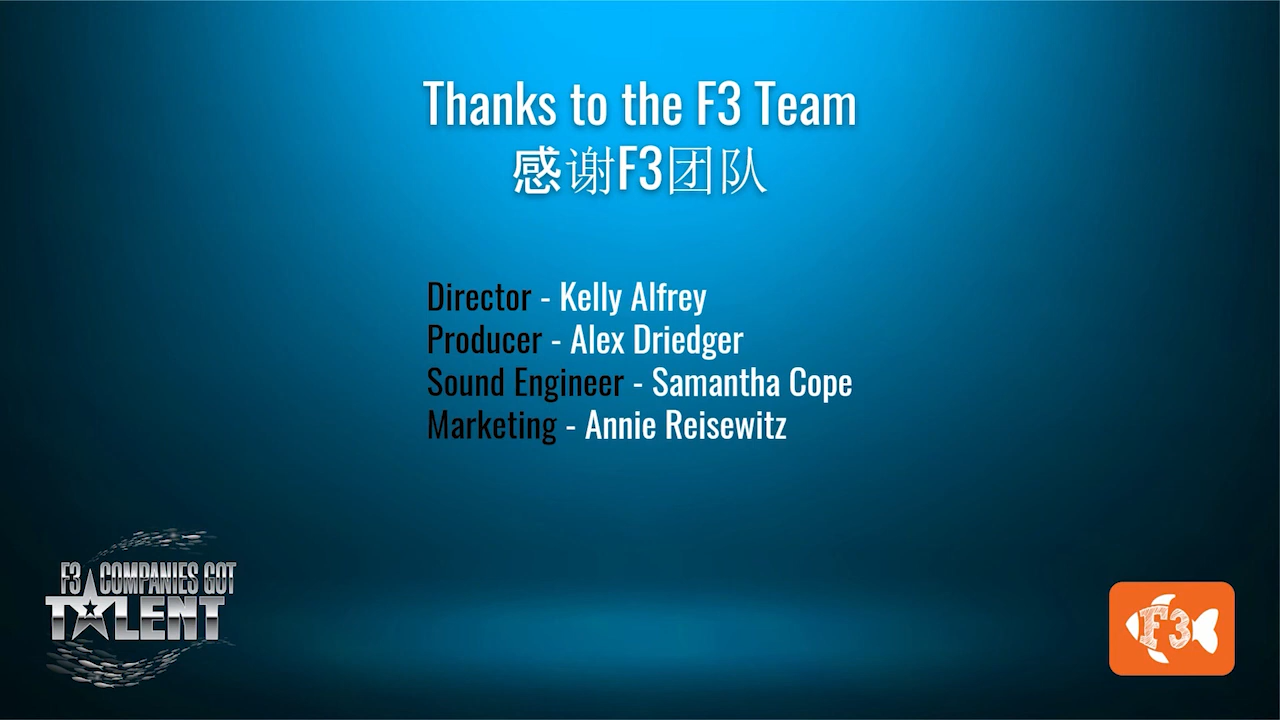 Thanks to the F3 Team
感谢F3团队
Director - Kelly Alfrey
Producer - Alex Driedger
Sound Engineer - Samantha Cope
Marketing - Annie Reisewitz
F3 COMPANIES GOT
TALENT
F3